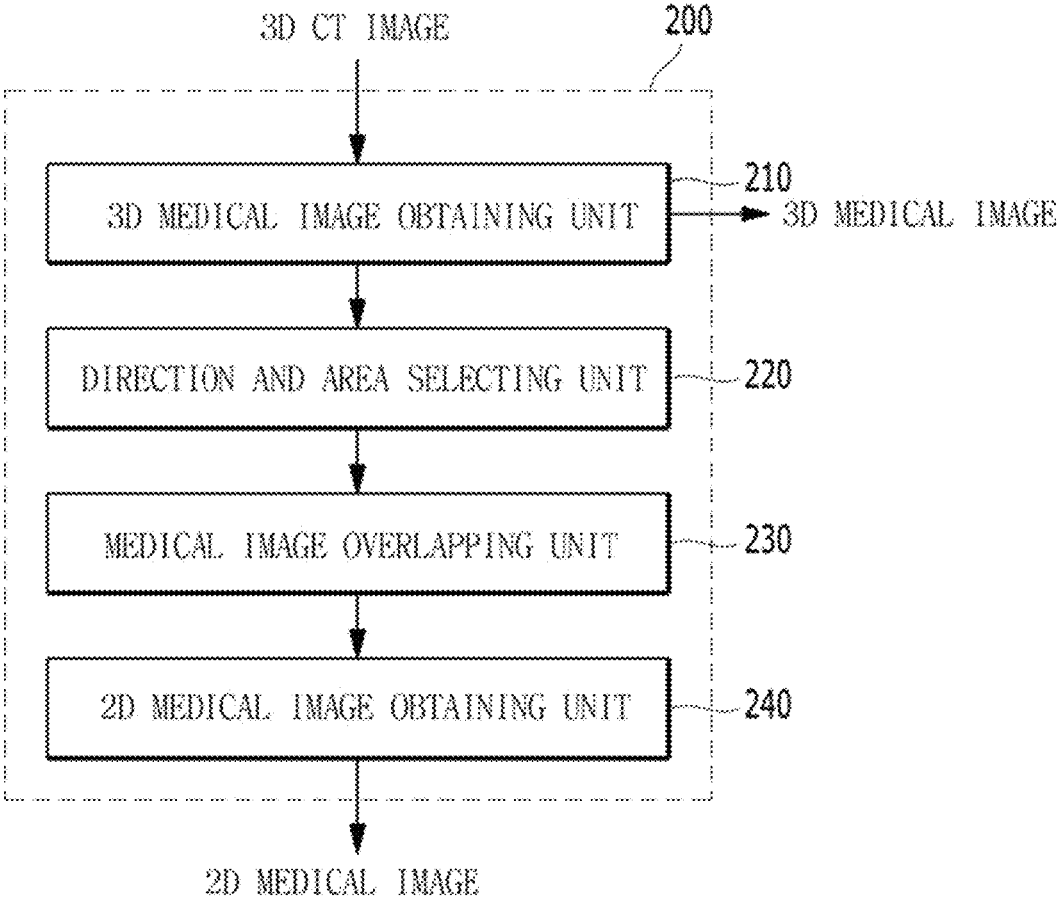 3D CT IMAGE
200
3D MEDICAL IMAGE OBTAINING UNIT
210
3D MEDICAL IMAGE
DIRECTION AND AREA SELECTING UNIT
220
MEDICAL IMAGE OVERLAPPING UNIT
230
2D MEDICAL IMAGE OBTAINING UNIT
240
2D MEDICAL IMAGE